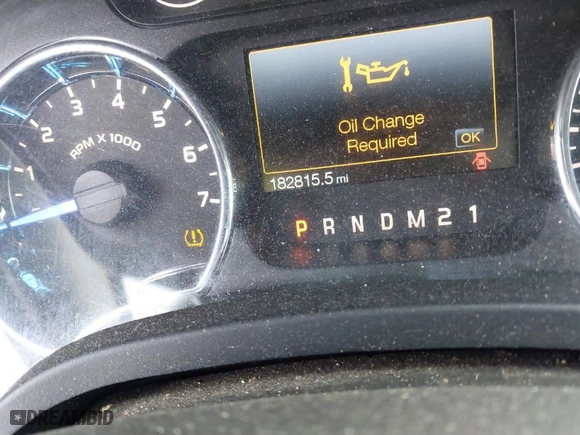 Oil Change
Required
OK
182815.5 mi
1 2 3 4 5 6 7
RPM X 1000
P R N D M 2 1
DREAMBID